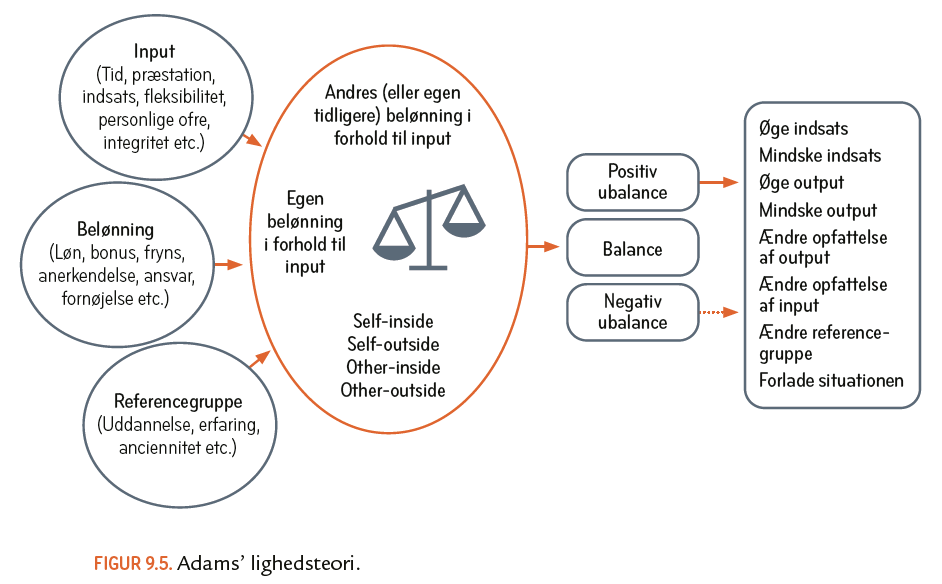 Input
(Tid, præstation,
indsats, fleksibilitet,
personlige ofre,
integritet etc.)
Belønning
(Løn, bonus, fryns,
anerkendelse, ansvar,
fornøjelse etc.)
Referencegruppe
(Uddannelse, erfaring,
anciennitet etc.)
Andres (eller egen
tidligere) belønning i
forhold til input
Egen
belønning
i forhold til
input
Self-inside
Self-outside
Other-inside
Other-outside
Positiv
ubalance
Balance
Negativ
ubalance
Øge indsats
Mindske indsats
Øge output
Mindske output
Ændre opfattelse
af output
Ændre opfattelse
af input
Ændre reference-
gruppe
Forlade situationen
FIGUR 9.5. Adams’ lighedsteori.